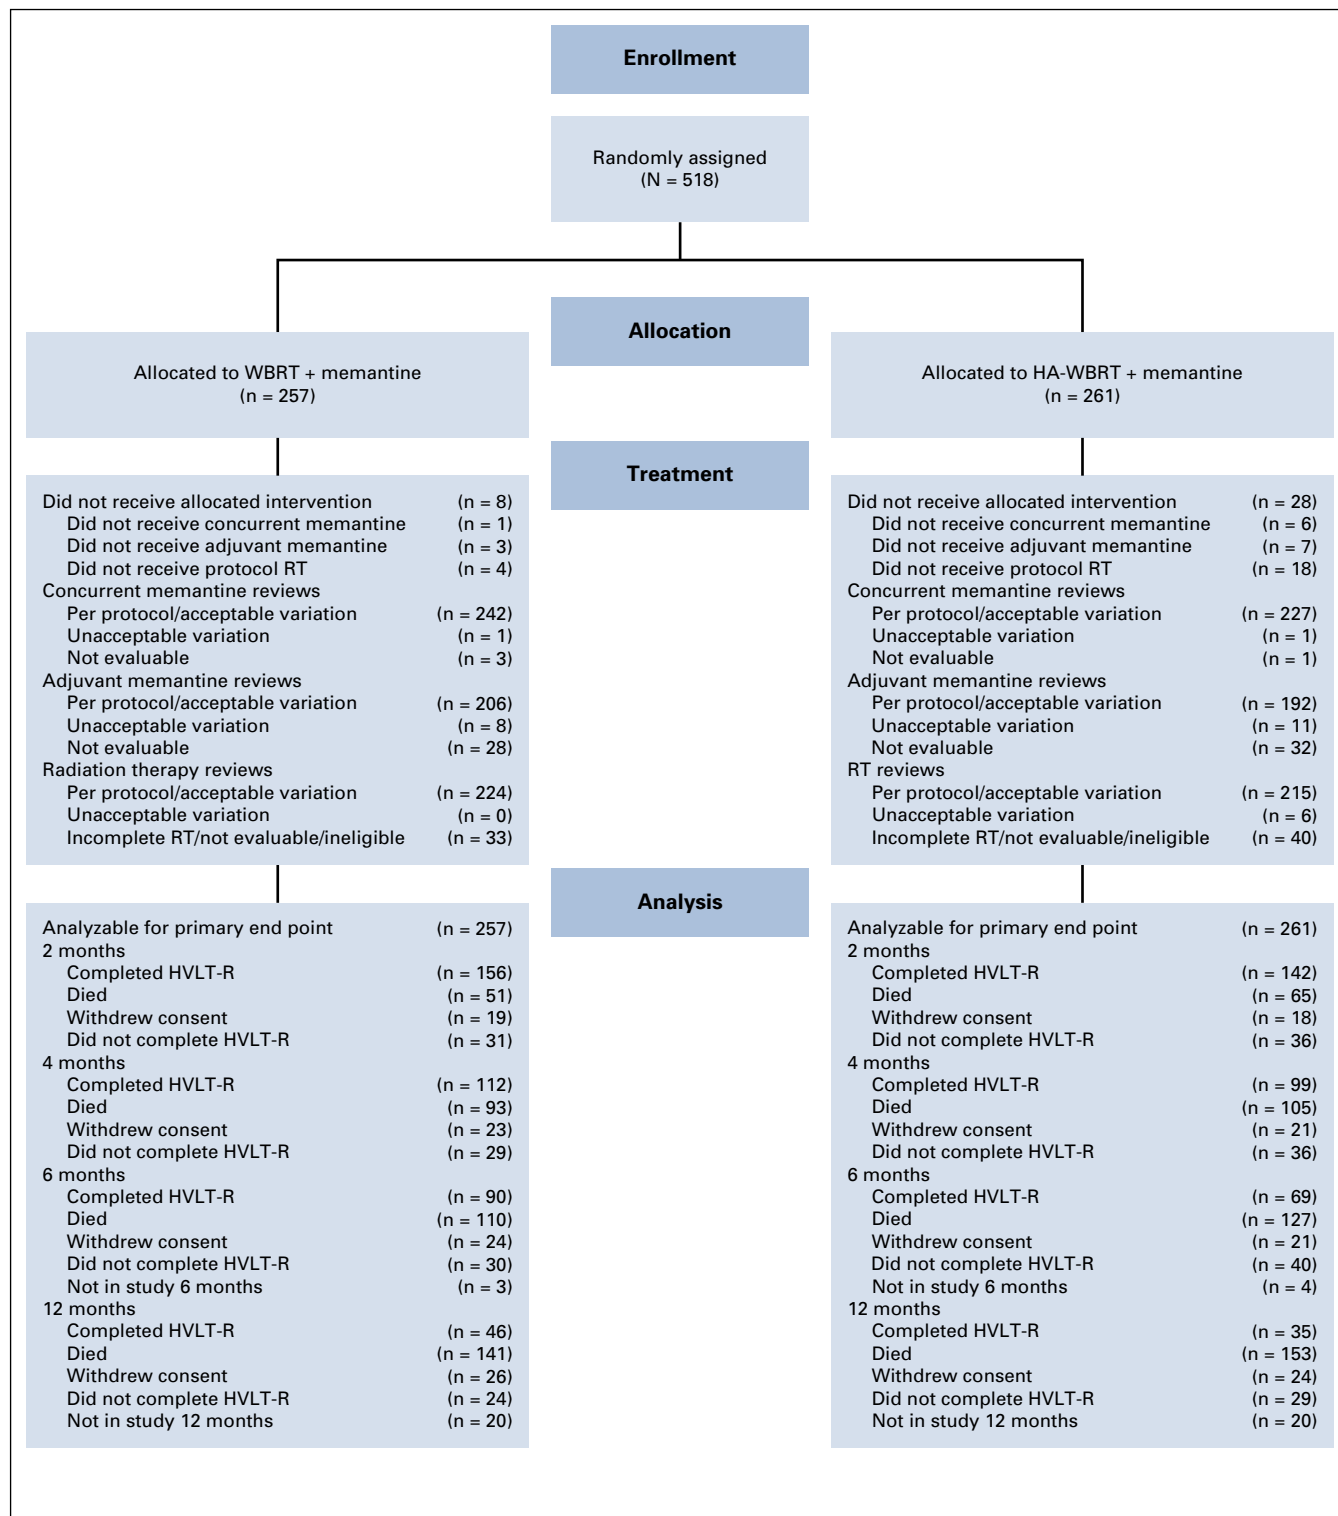 Enrollment
Randomly assigned
(N = 518)
Allocation
Allocated to WBRT + memantine
(n = 257)
Allocated to HA-WBRT + memantine
(n = 261)
Treatment
Did not receive allocated intervention (n = 8)
Did not receive concurrent memantine (n = 1)
Did not receive adjuvant memantine (n = 3)
Did not receive protocol RT (n = 4)
Concurrent memantine reviews
Per protocol/acceptable variation (n = 242)
Unacceptable variation (n = 1)
Not evaluable (n = 3)
Adjuvant memantine reviews
Per protocol/acceptable variation (n = 206)
Unacceptable variation (n = 8)
Not evaluable (n = 28)
Radiation therapy reviews
Per protocol/acceptable variation (n = 224)
Unacceptable variation (n = 0)
Incomplete RT/not evaluable/ineligible (n = 33)
Did not receive allocated intervention (n = 28)
Did not receive concurrent memantine (n = 6)
Did not receive adjuvant memantine (n = 7)
Did not receive protocol RT (n = 18)
Concurrent memantine reviews
Per protocol/acceptable variation (n = 227)
Unacceptable variation (n = 1)
Not evaluable (n = 1)
Adjuvant memantine reviews
Per protocol/acceptable variation (n = 192)
Unacceptable variation (n = 11)
Not evaluable (n = 32)
RT reviews
Per protocol/acceptable variation (n = 215)
Unacceptable variation (n = 6)
Incomplete RT/not evaluable/ineligible (n = 40)
Analysis
Analyzable for primary end point (n = 257)
2 months
Completed HVLT-R (n = 156)
Died (n = 51)
Withdrew consent (n = 19)
Did not complete HVLT-R (n = 31)
4 months
Completed HVLT-R (n = 112)
Died (n = 93)
Withdrew consent (n = 23)
Did not complete HVLT-R (n = 29)
6 months
Completed HVLT-R (n = 90)
Died (n = 110)
Withdrew consent (n = 24)
Did not complete HVLT-R (n = 30)
Not in study 6 months (n = 3)
12 months
Completed HVLT-R (n = 46)
Died (n = 141)
Withdrew consent (n = 26)
Did not complete HVLT-R (n = 24)
Not in study 12 months (n = 20)
Analyzable for primary end point (n = 261)
2 months
Completed HVLT-R (n = 142)
Died (n = 65)
Withdrew consent (n = 18)
Did not complete HVLT-R (n = 36)
4 months
Completed HVLT-R (n = 99)
Died (n = 105)
Withdrew consent (n = 21)
Did not complete HVLT-R (n = 36)
6 months
Completed HVLT-R (n = 69)
Died (n = 127)
Withdrew consent (n = 21)
Did not complete HVLT-R (n = 40)
Not in study 6 months (n = 4)
12 months
Completed HVLT-R (n = 35)
Died (n = 153)
Withdrew consent (n = 24)
Did not complete HVLT-R (n = 29)
Not in study 12 months (n = 20)